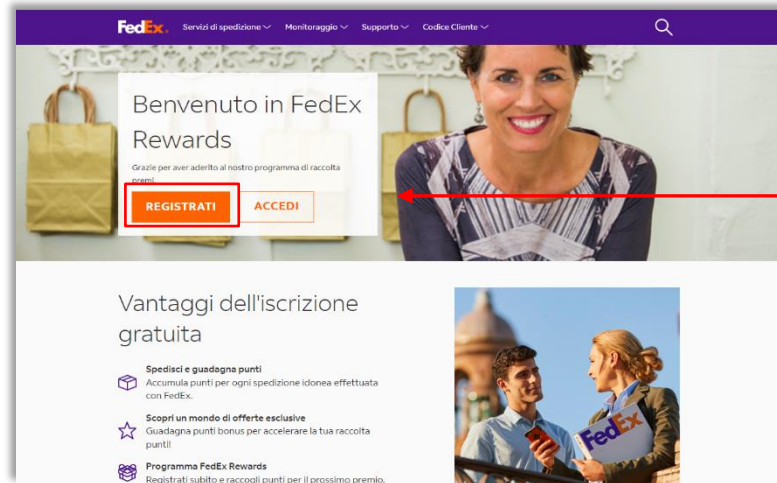 FedEx. Servizi di spedizione Monitoraggio Supporto Codice Cliente
Benvenuto in FedEx
Rewards
Grazie per aver aderito al nostro programma di raccolta
premi
REGISTRATI ACCEDI
Vantaggi dell'iscrizione
gratuita
Spedisci e guadagna punti
Accumula punti per ogni spedizione idonea effettuata
con FedEx.
Scopri un mondo di offerte esclusive
Guadagna punti bonus per accelerare la tua raccolta
punti!
Programma FedEx Rewards
Registrati subito e raccogli punti per il prossimo premio.
FedEx